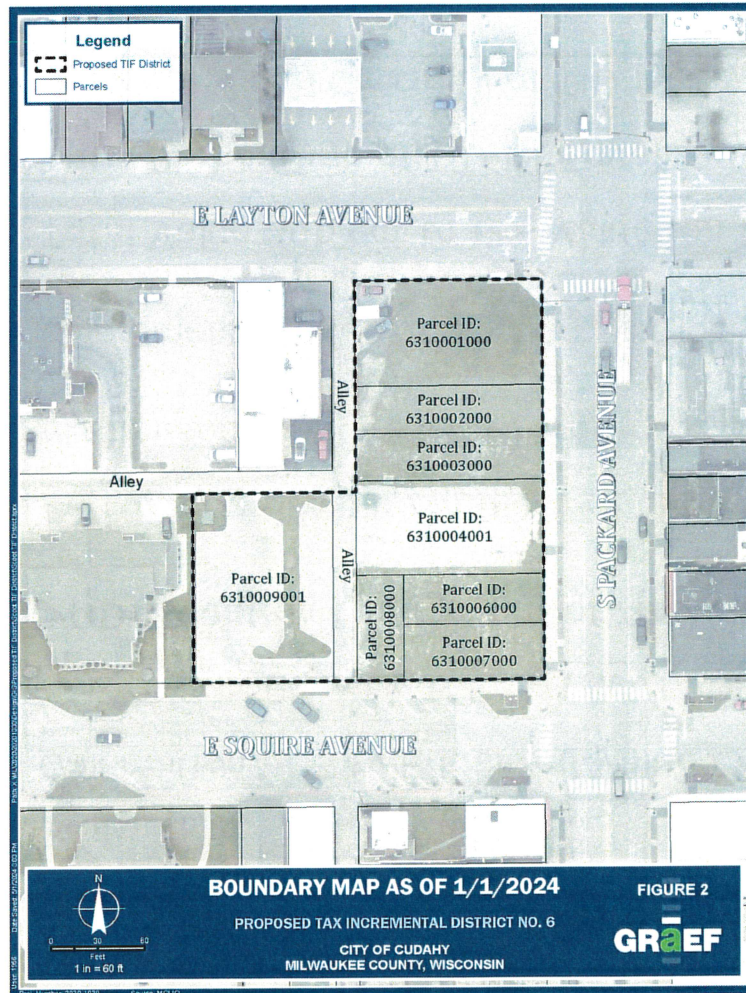 Legend
Proposed TIF District
Parcels
E LAYTON AVENUE
Parcel ID:
6310001000
Alley
Parcel ID:
6310002000
Parcel ID:
6310003000
S PACKARD AVENUE
Alley
Parcel ID:
6310004001
Alley
Parcel ID:
6310009001
Parcel ID:
6310008000
Parcel ID:
6310006000
Parcel ID:
6310007000
E SQUIRE AVENUE
N
0 30 60
Feet
1 in = 60 ft
BOUNDARY MAP AS OF 1/1/2024
PROPOSED TAX INCREMENTAL DISTRICT NO. 6
CITY OF CUDAHY
MILWAUKEE COUNTY, WISCONSIN
FIGURE 2
GRaEF